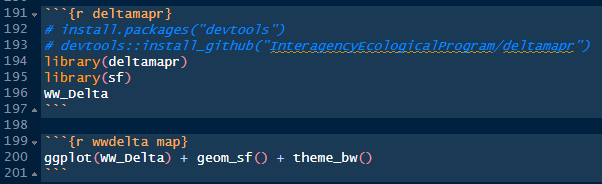 191 ```{r deltamapr}
192 # install.packages("devtools")
193 # devtools::install_github("InteragencyEcologicalProgram/deltamapr")
194 library(deltamapr)
195 library(sf)
196 WW_Delta
197 ```
198
199 ```{r wwdelta map}
200 ggplot(WW_Delta) + geom_sf() + theme_bw()
201 ```